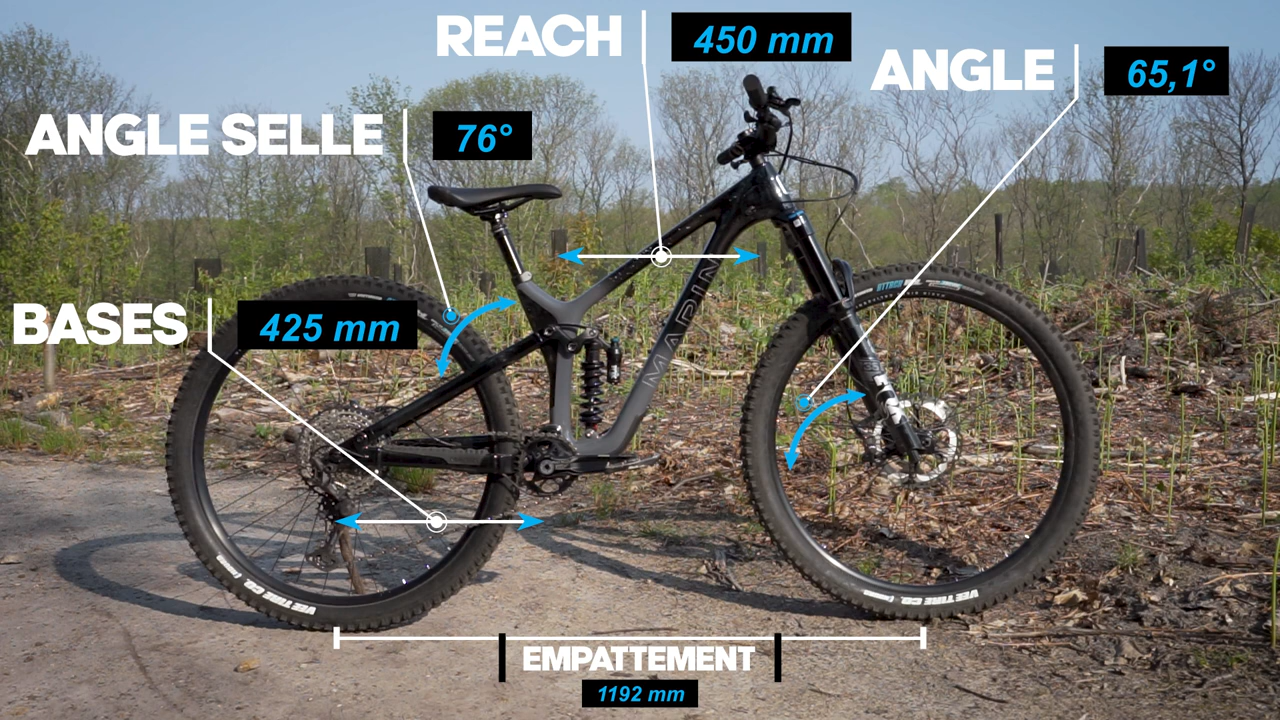 REACH
450 mm
ANGLE
65,1°
ANGLE SELLE
76°
BASES
425 mm
MARIN
VEE TIRE CO.
VEE TIRE CO.
EMPATTEMENT
1192 mm